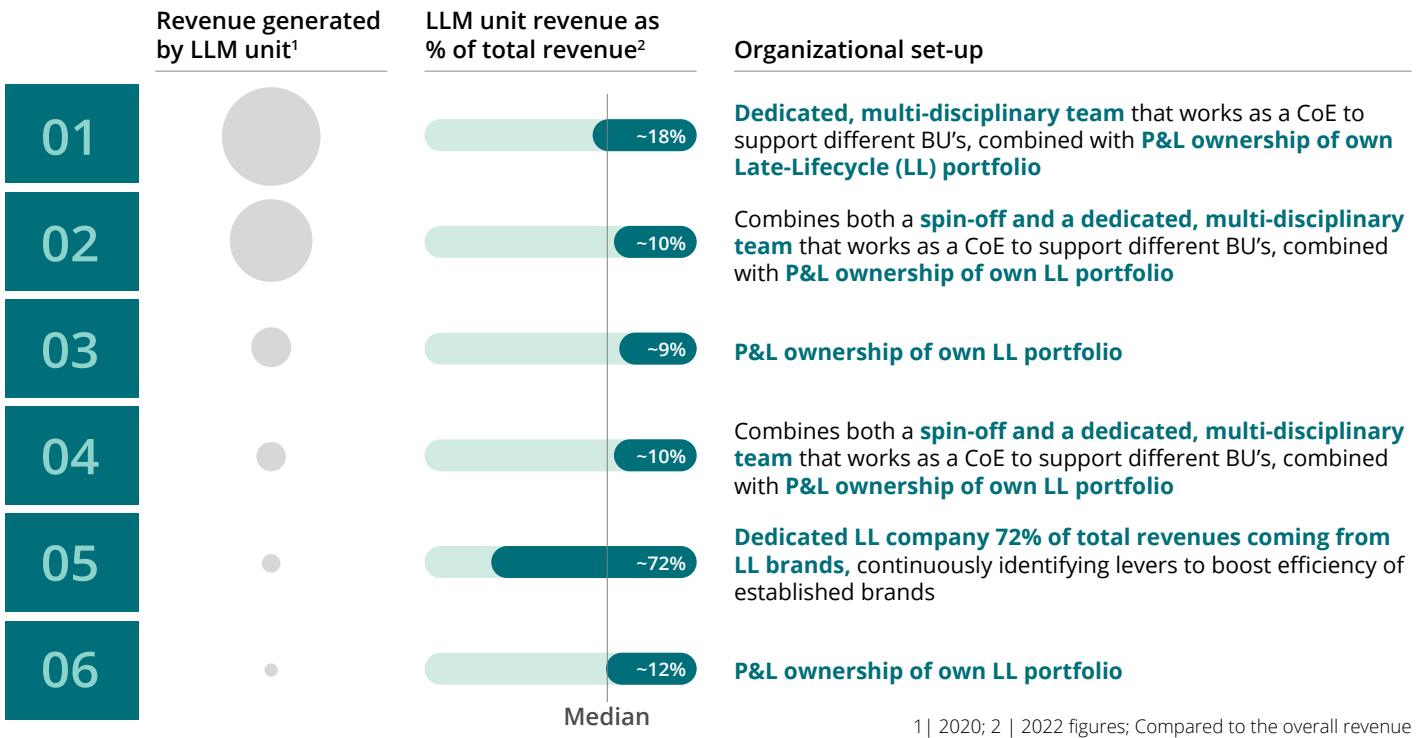 Revenue generated
by LLM unit¹
LLM unit revenue as
% of total revenue²
Organizational set-up
01
~18%
Dedicated, multi-disciplinary team that works as a CoE to
support different BU’s, combined with P&L ownership of own
Late-Lifecycle (LL) portfolio
02
~10%
Combines both a spin-off and a dedicated, multi-disciplinary
team that works as a CoE to support different BU’s, combined
with P&L ownership of own LL portfolio
03
~9%
P&L ownership of own LL portfolio
04
~10%
Combines both a spin-off and a dedicated, multi-disciplinary
team that works as a CoE to support different BU’s, combined
with P&L ownership of own LL portfolio
05
~72%
Dedicated LL company 72% of total revenues coming from
LL brands, continuously identifying levers to boost efficiency of
established brands
06
~12%
P&L ownership of own LL portfolio
Median
1| 2020; 2 | 2022 figures; Compared to the overall revenue